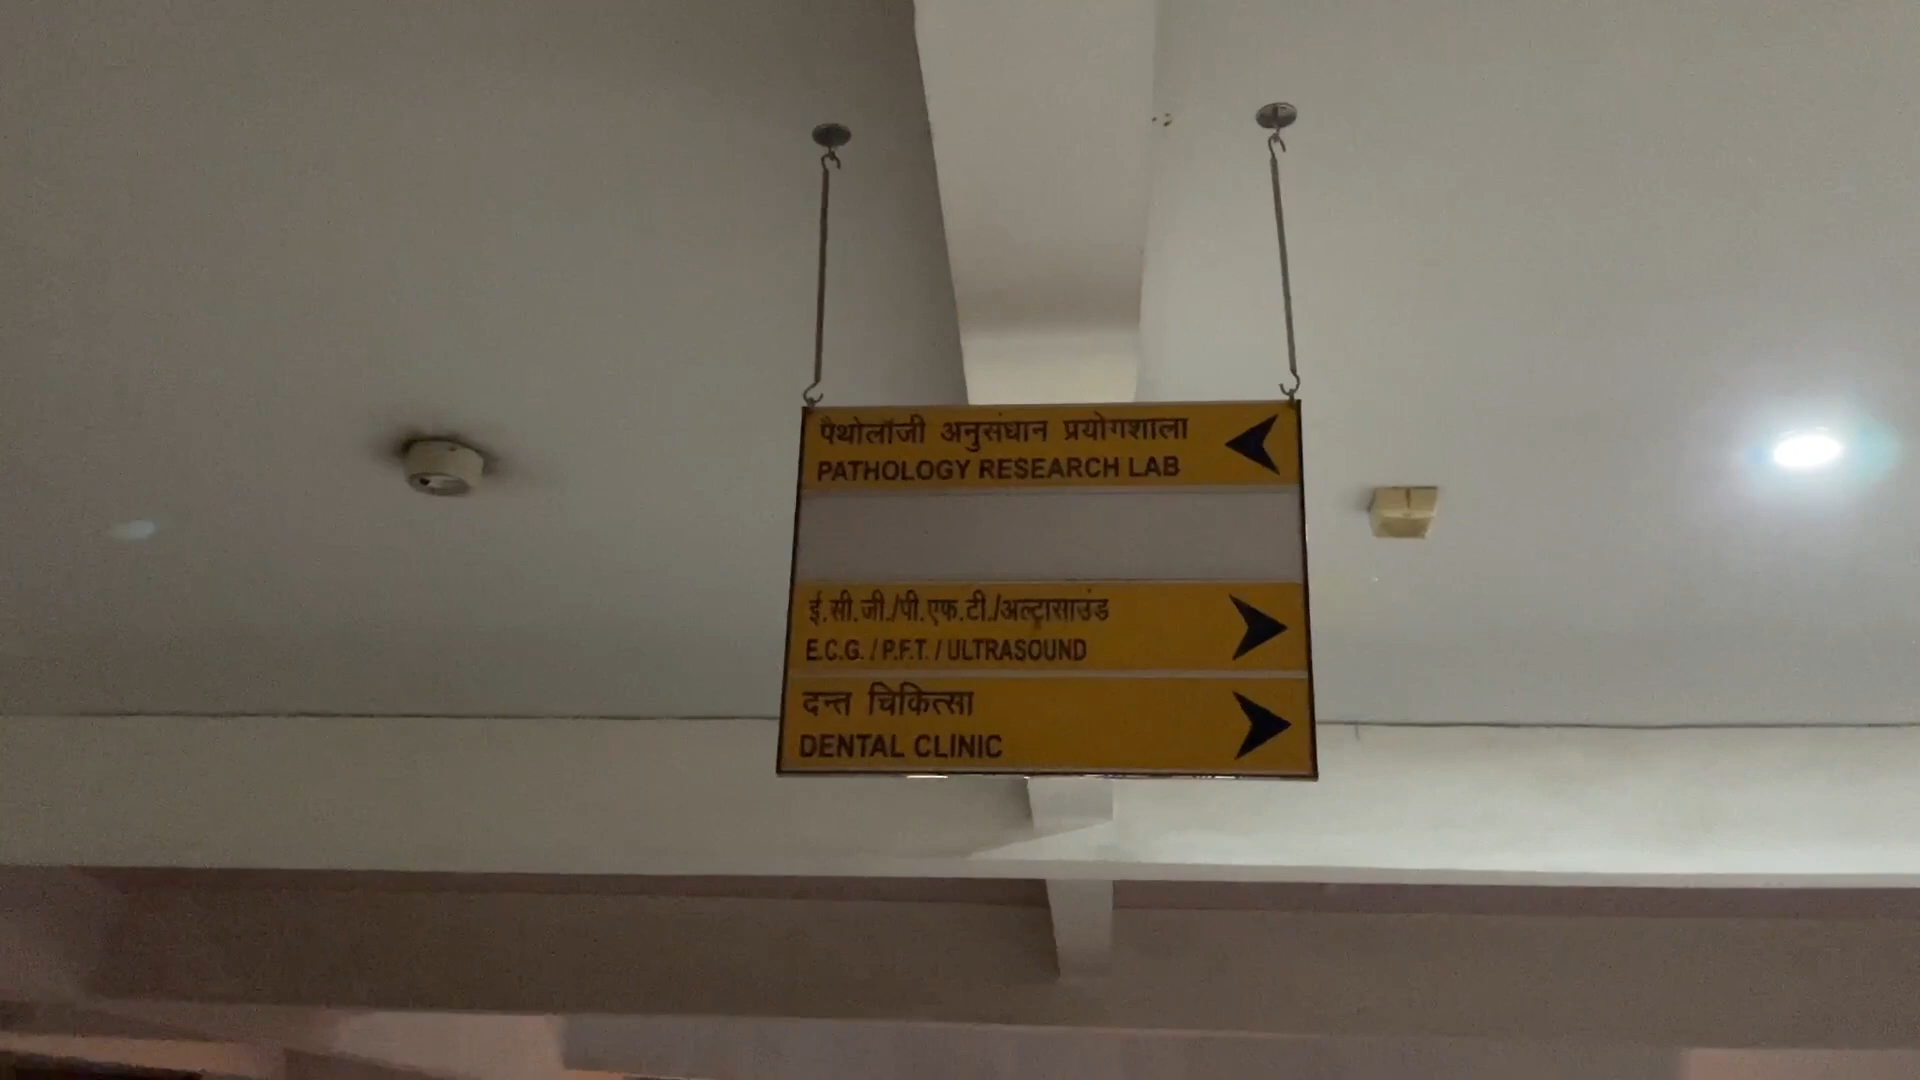 पैथोलॉजी अनुसंधान प्रयोगशाला
PATHOLOGY RESEARCH LAB
ई.सी.जी./पी.एफ.टी./अल्ट्रासाउंड
E.C.G. / P.F.T. / ULTRASOUND
दन्त चिकित्सा
DENTAL CLINIC